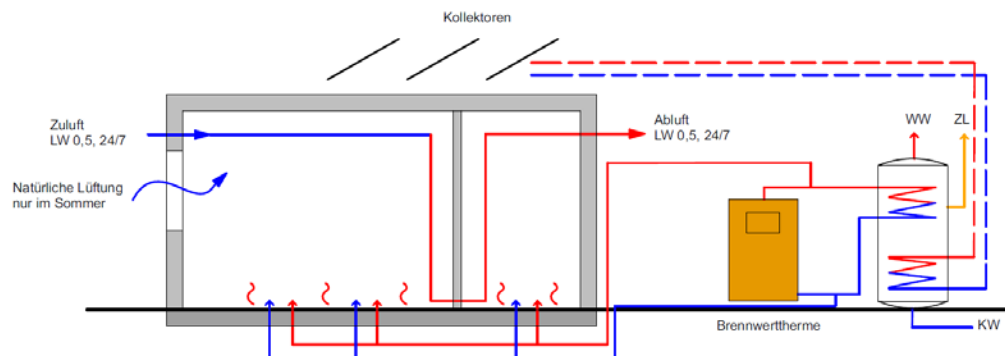 Kollektoren
Zuluft
LW 0,5, 24/7
Abluft
LW 0,5, 24/7
WW
ZL
Natürliche Lüftung
nur im Sommer
Brennwerttherme
KW